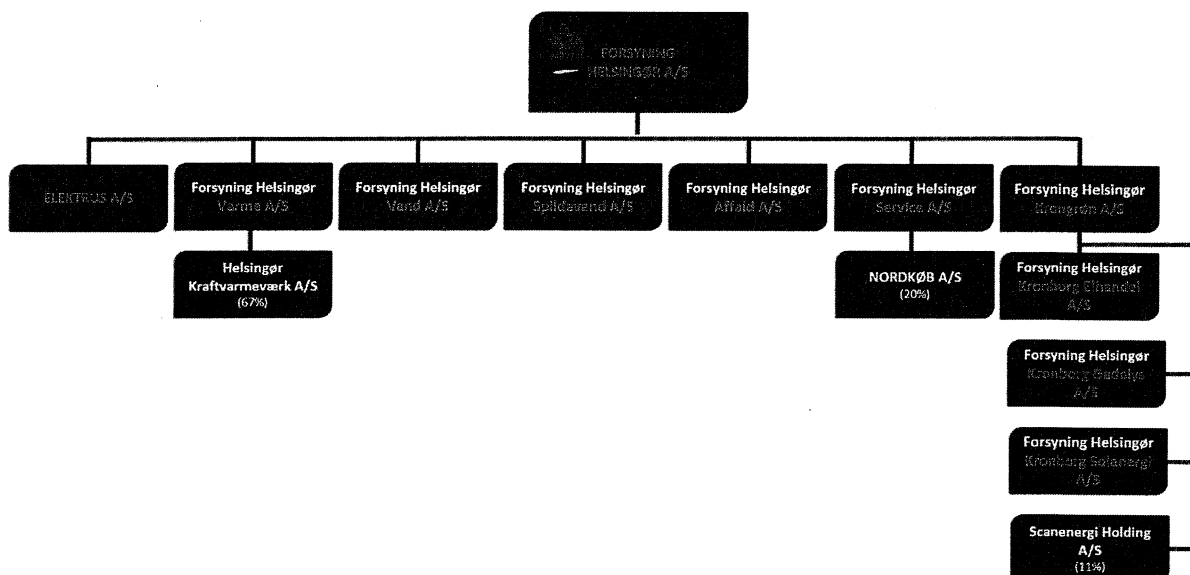 FORSYNING
HELSINGØR A/S
ELEKTRUS A/S
Forsyning Helsingør
Varme A/S
Forsyning Helsingør
Vand A/S
Forsyning Helsingør
Spildevand A/S
Forsyning Helsingør
Affald A/S
Forsyning Helsingør
Service A/S
Forsyning Helsingør
Krongrøn A/S
Helsingør
Kraftvarmeværk A/S
(67%)
NORDKØB A/S
(20%)
Forsyning Helsingør
Kronborg Elhandel
A/S
Forsyning Helsingør
Kronborg Gadelys
A/S
Forsyning Helsingør
Kronborg Solenergi
A/S
Scanenergi Holding
A/S
(11%)